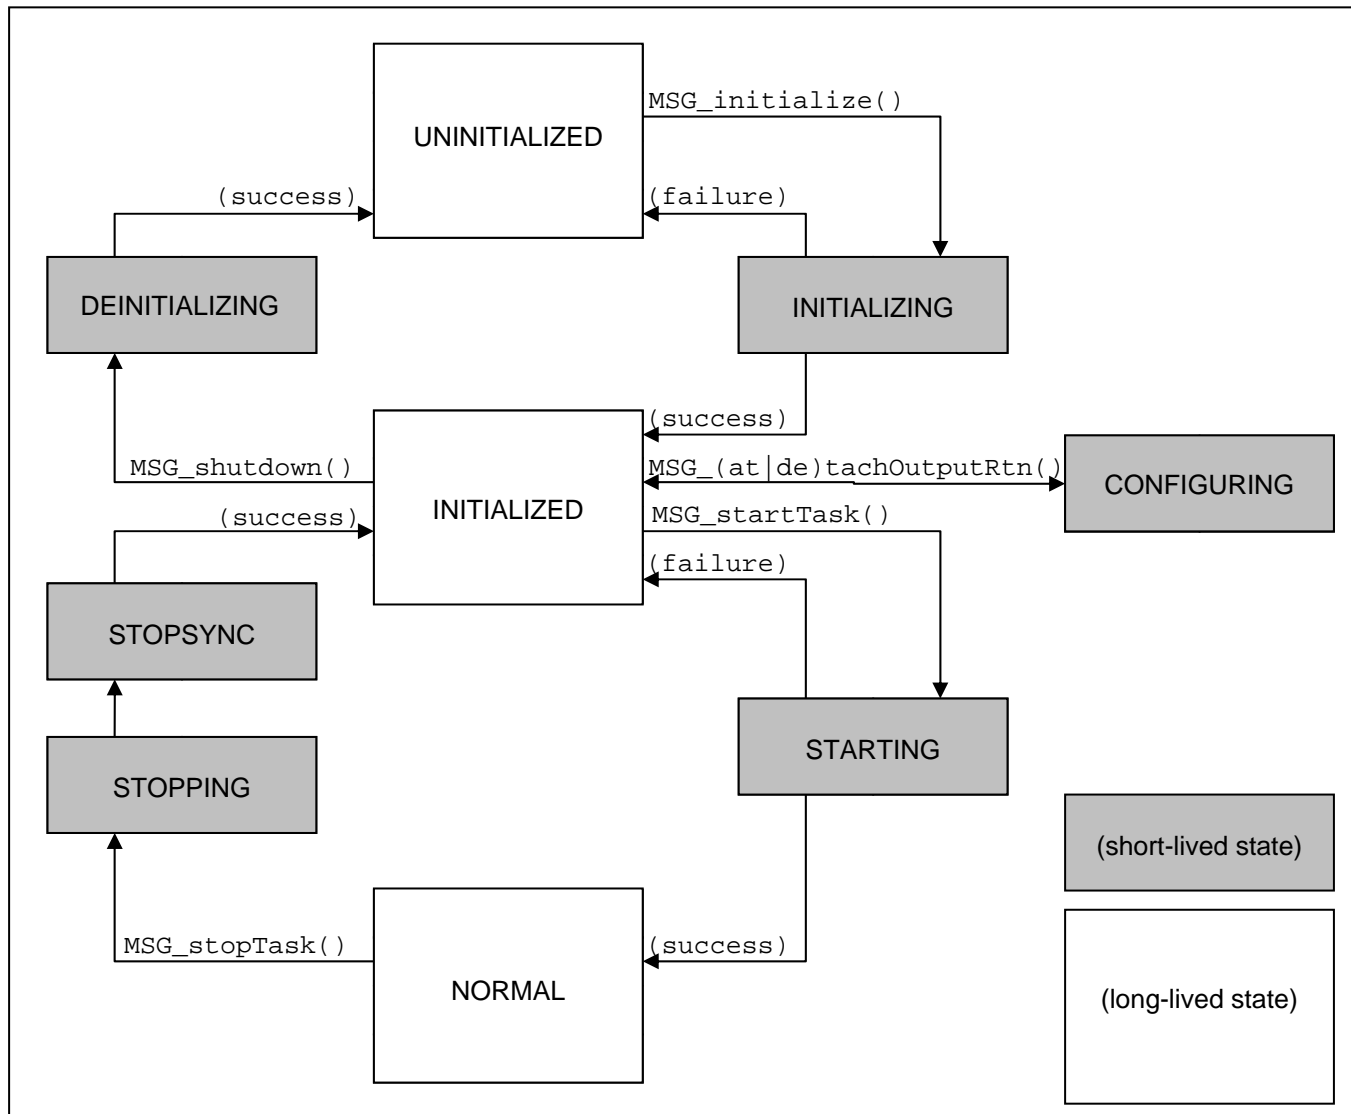 MSG_initialize()
UNINITIALIZED
(success)
(failure)
DEINITIALIZING
INITIALIZING
(success)
MSG_shutdown()
MSG_(at|de)tachOutputRtn()
CONFIGURING
INITIALIZED
(success)
MSG_startTask()
(failure)
STOPSYNC
STARTING
STOPPING
(short-lived state)
MSG_stopTask()
(success)
NORMAL
(long-lived state)